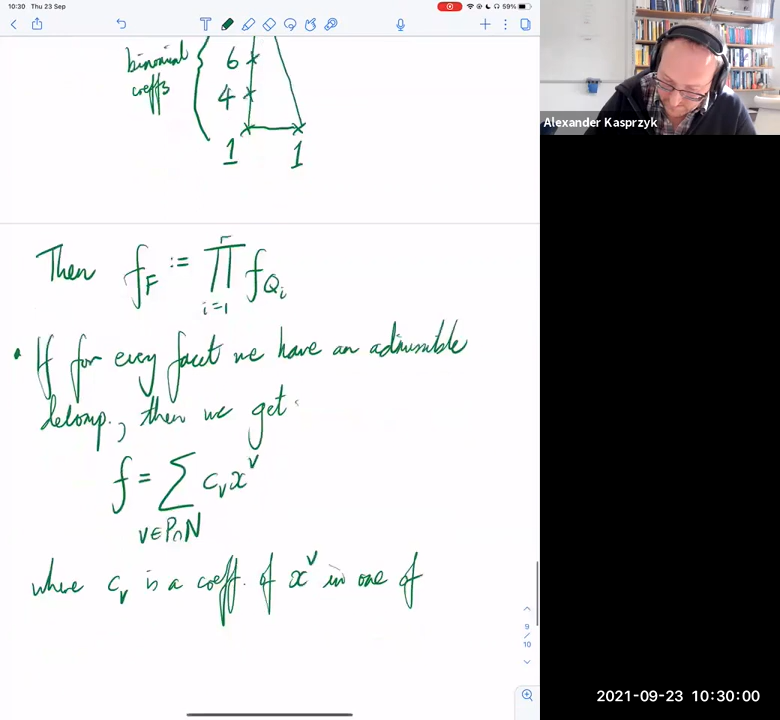 10:30 Thu 23 Sep
59%
binomial
coeffs
6
4
1 1
Then f_F := ∏_{i=1}^{r} f_{Q_i}
• If for every facet we have an admissible
decomp., then we get
f = ∑_{v∈P∩N} c_v x^v
where c_v is a coeff. of x^v in one of
9
/
10
Alexander Kasprzyk
2021-09-23 10:30:00